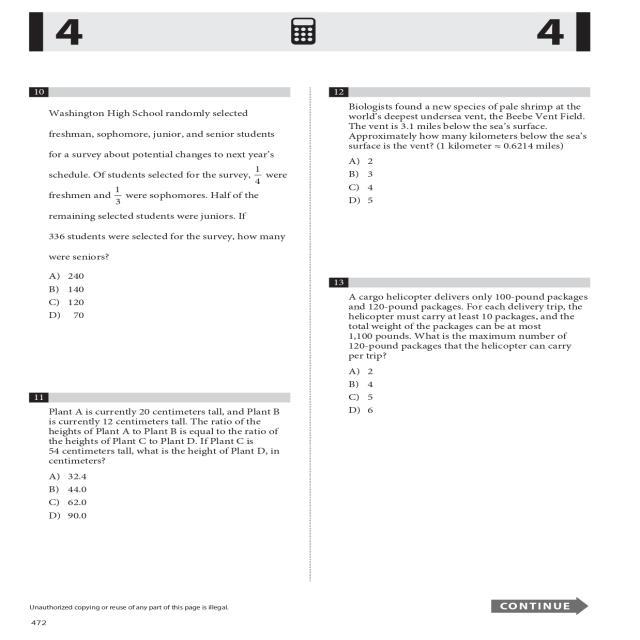 4
4
10
Washington High School randomly selected
freshman, sophomore, junior, and senior students
for a survey about potential changes to next year's
schedule. Of students selected for the survey, 1/4 were
freshmen and 1/3 were sophomores. Half of the
remaining selected students were juniors. If
336 students were selected for the survey, how many
were seniors?
A) 240
B) 140
C) 120
D) 70
11
Plant A is currently 20 centimeters tall, and Plant B
is currently 12 centimeters tall. The ratio of the
heights of Plant A to Plant B is equal to the ratio of
the heights of Plant C to Plant D. If Plant C is
54 centimeters tall, what is the height of Plant D, in
centimeters?
A) 32.4
B) 44.0
C) 62.0
D) 90.0
12
Biologists found a new species of pale shrimp at the
world's deepest undersea vent, the Beebe Vent Field.
The vent is 3.1 miles below the sea's surface.
Approximately how many kilometers below the sea's
surface is the vent? (1 kilometer ≈ 0.6214 miles)
A) 2
B) 3
C) 4
D) 5
13
A cargo helicopter delivers only 100-pound packages
and 120-pound packages. For each delivery trip, the
helicopter must carry at least 10 packages, and the
total weight of the packages can be at most
1,100 pounds. What is the maximum number of
120-pound packages that the helicopter can carry
per trip?
A) 2
B) 4
C) 5
D) 6
Unauthorized copying or reuse of any part of this page is illegal.
CONTINUE
472